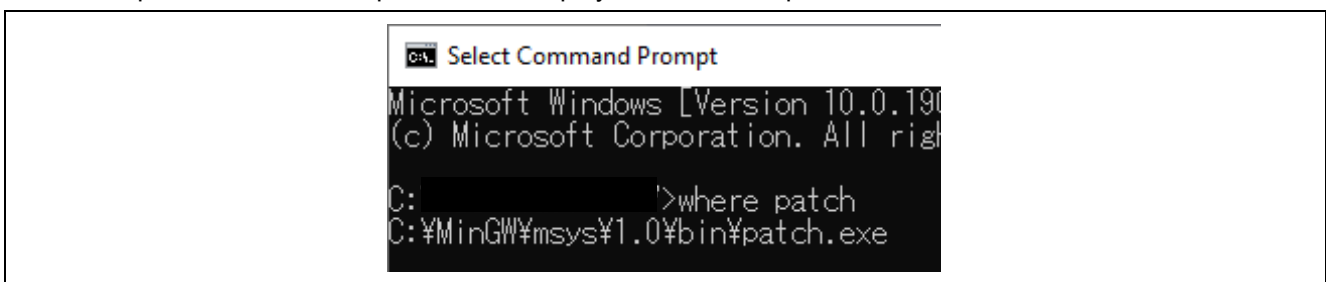 Select Command Prompt
Microsoft Windows [Version 10.0.190
(c) Microsoft Corporation. All rig
C: >where patch
C:¥MinGW¥msys¥1.0¥bin¥patch.exe